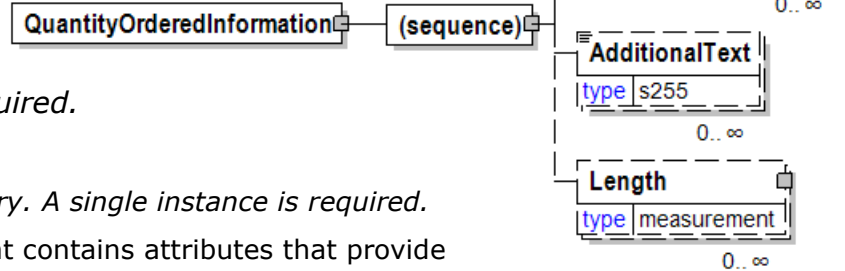 0.. ∞
QuantityOrderedInformation
(sequence)
AdditionalText
type s255
0.. ∞
uired.
Length
type measurement
0.. ∞
ry. A single instance is required.
at contains attributes that provide